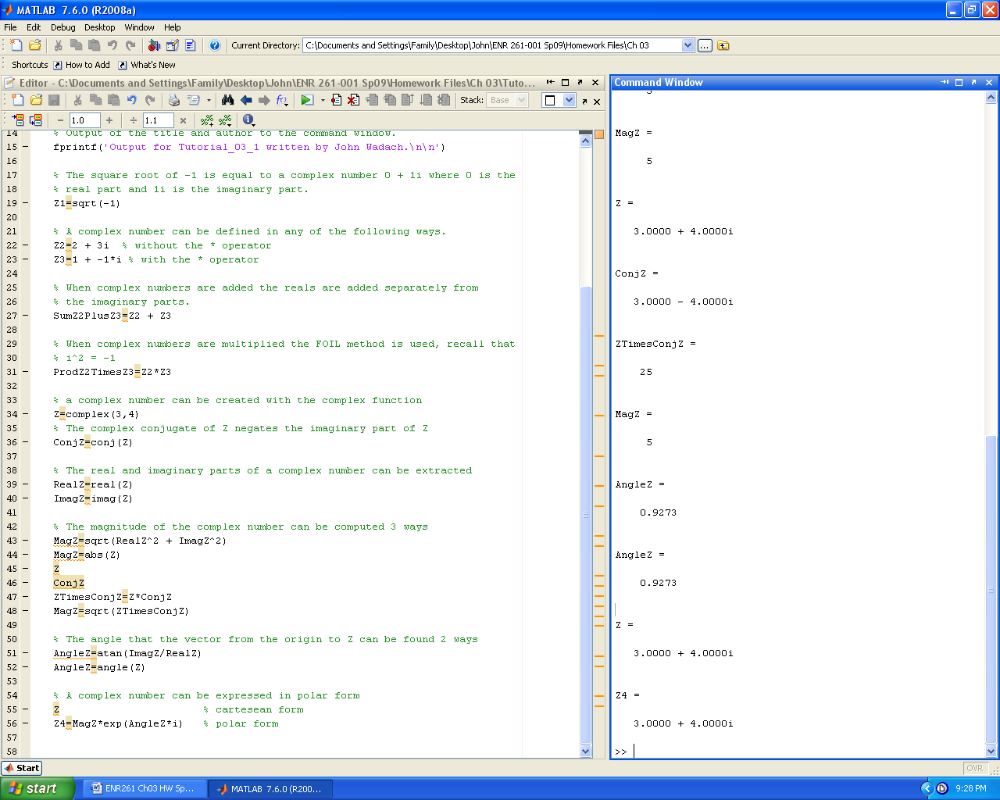 MATLAB 7.6.0 (R2008a)
File Edit Debug Desktop Window Help
Current Directory: C:\Documents and Settings\Family\Desktop\John\ENR 261-001 Sp09\Homework Files\Ch 03
Shortcuts How to Add What's New
Editor - C:\Documents and Settings\Family\Desktop\John\ENR 261-001 Sp09\Homework Files\Ch 03\Tuto...
Stack: Base
− 1.0 + ÷ 1.1 ×
14 % Output of the title and author to the command window.
15 − fprintf('Output for Tutorial_03_1 written by John Wadach.\n\n')
16
17 % The square root of -1 is equal to a complex number 0 + 1i where 0 is the
18 % real part and 1i is the imaginary part.
19 − Z1=sqrt(-1)
20
21 % A complex number can be defined in any of the following ways.
22 − Z2=2 + 3i % without the * operator
23 − Z3=1 + -1*i % with the * operator
24
25 % When complex numbers are added the reals are added separately from
26 % the imaginary parts.
27 − SumZ2PlusZ3=Z2 + Z3
28
29 % When complex numbers are multiplied the FOIL method is used, recall that
30 % i^2 = -1
31 − ProdZ2TimesZ3=Z2*Z3
32
33 % a complex number can be created with the complex function
34 − Z=complex(3,4)
35 % The complex conjugate of Z negates the imaginary part of Z
36 − ConjZ=conj(Z)
37
38 % The real and imaginary parts of a complex number can be extracted
39 − RealZ=real(Z)
40 − ImagZ=imag(Z)
41
42 % The magnitude of the complex number can be computed 3 ways
43 − MagZ=sqrt(RealZ^2 + ImagZ^2)
44 − MagZ=abs(Z)
45 − Z
46 − ConjZ
47 − ZTimesConjZ=Z*ConjZ
48 − MagZ=sqrt(ZTimesConjZ)
49
50 % The angle that the vector from the origin to Z can be found 2 ways
51 − AngleZ=atan(ImagZ/RealZ)
52 − AngleZ=angle(Z)
53
54 % A complex number can be expressed in polar form
55 − Z % cartesean form
56 − Z4=MagZ*exp(AngleZ*i) % polar form
57
58
Command Window
MagZ =
5
Z =
3.0000 + 4.0000i
ConjZ =
3.0000 - 4.0000i
ZTimesConjZ =
25
MagZ =
5
AngleZ =
0.9273
AngleZ =
0.9273
Z =
3.0000 + 4.0000i
Z4 =
3.0000 + 4.0000i
>>
Start
OVR
start
ENR261 Ch03 HW Sp...
MATLAB 7.6.0 (R200...
9:28 PM